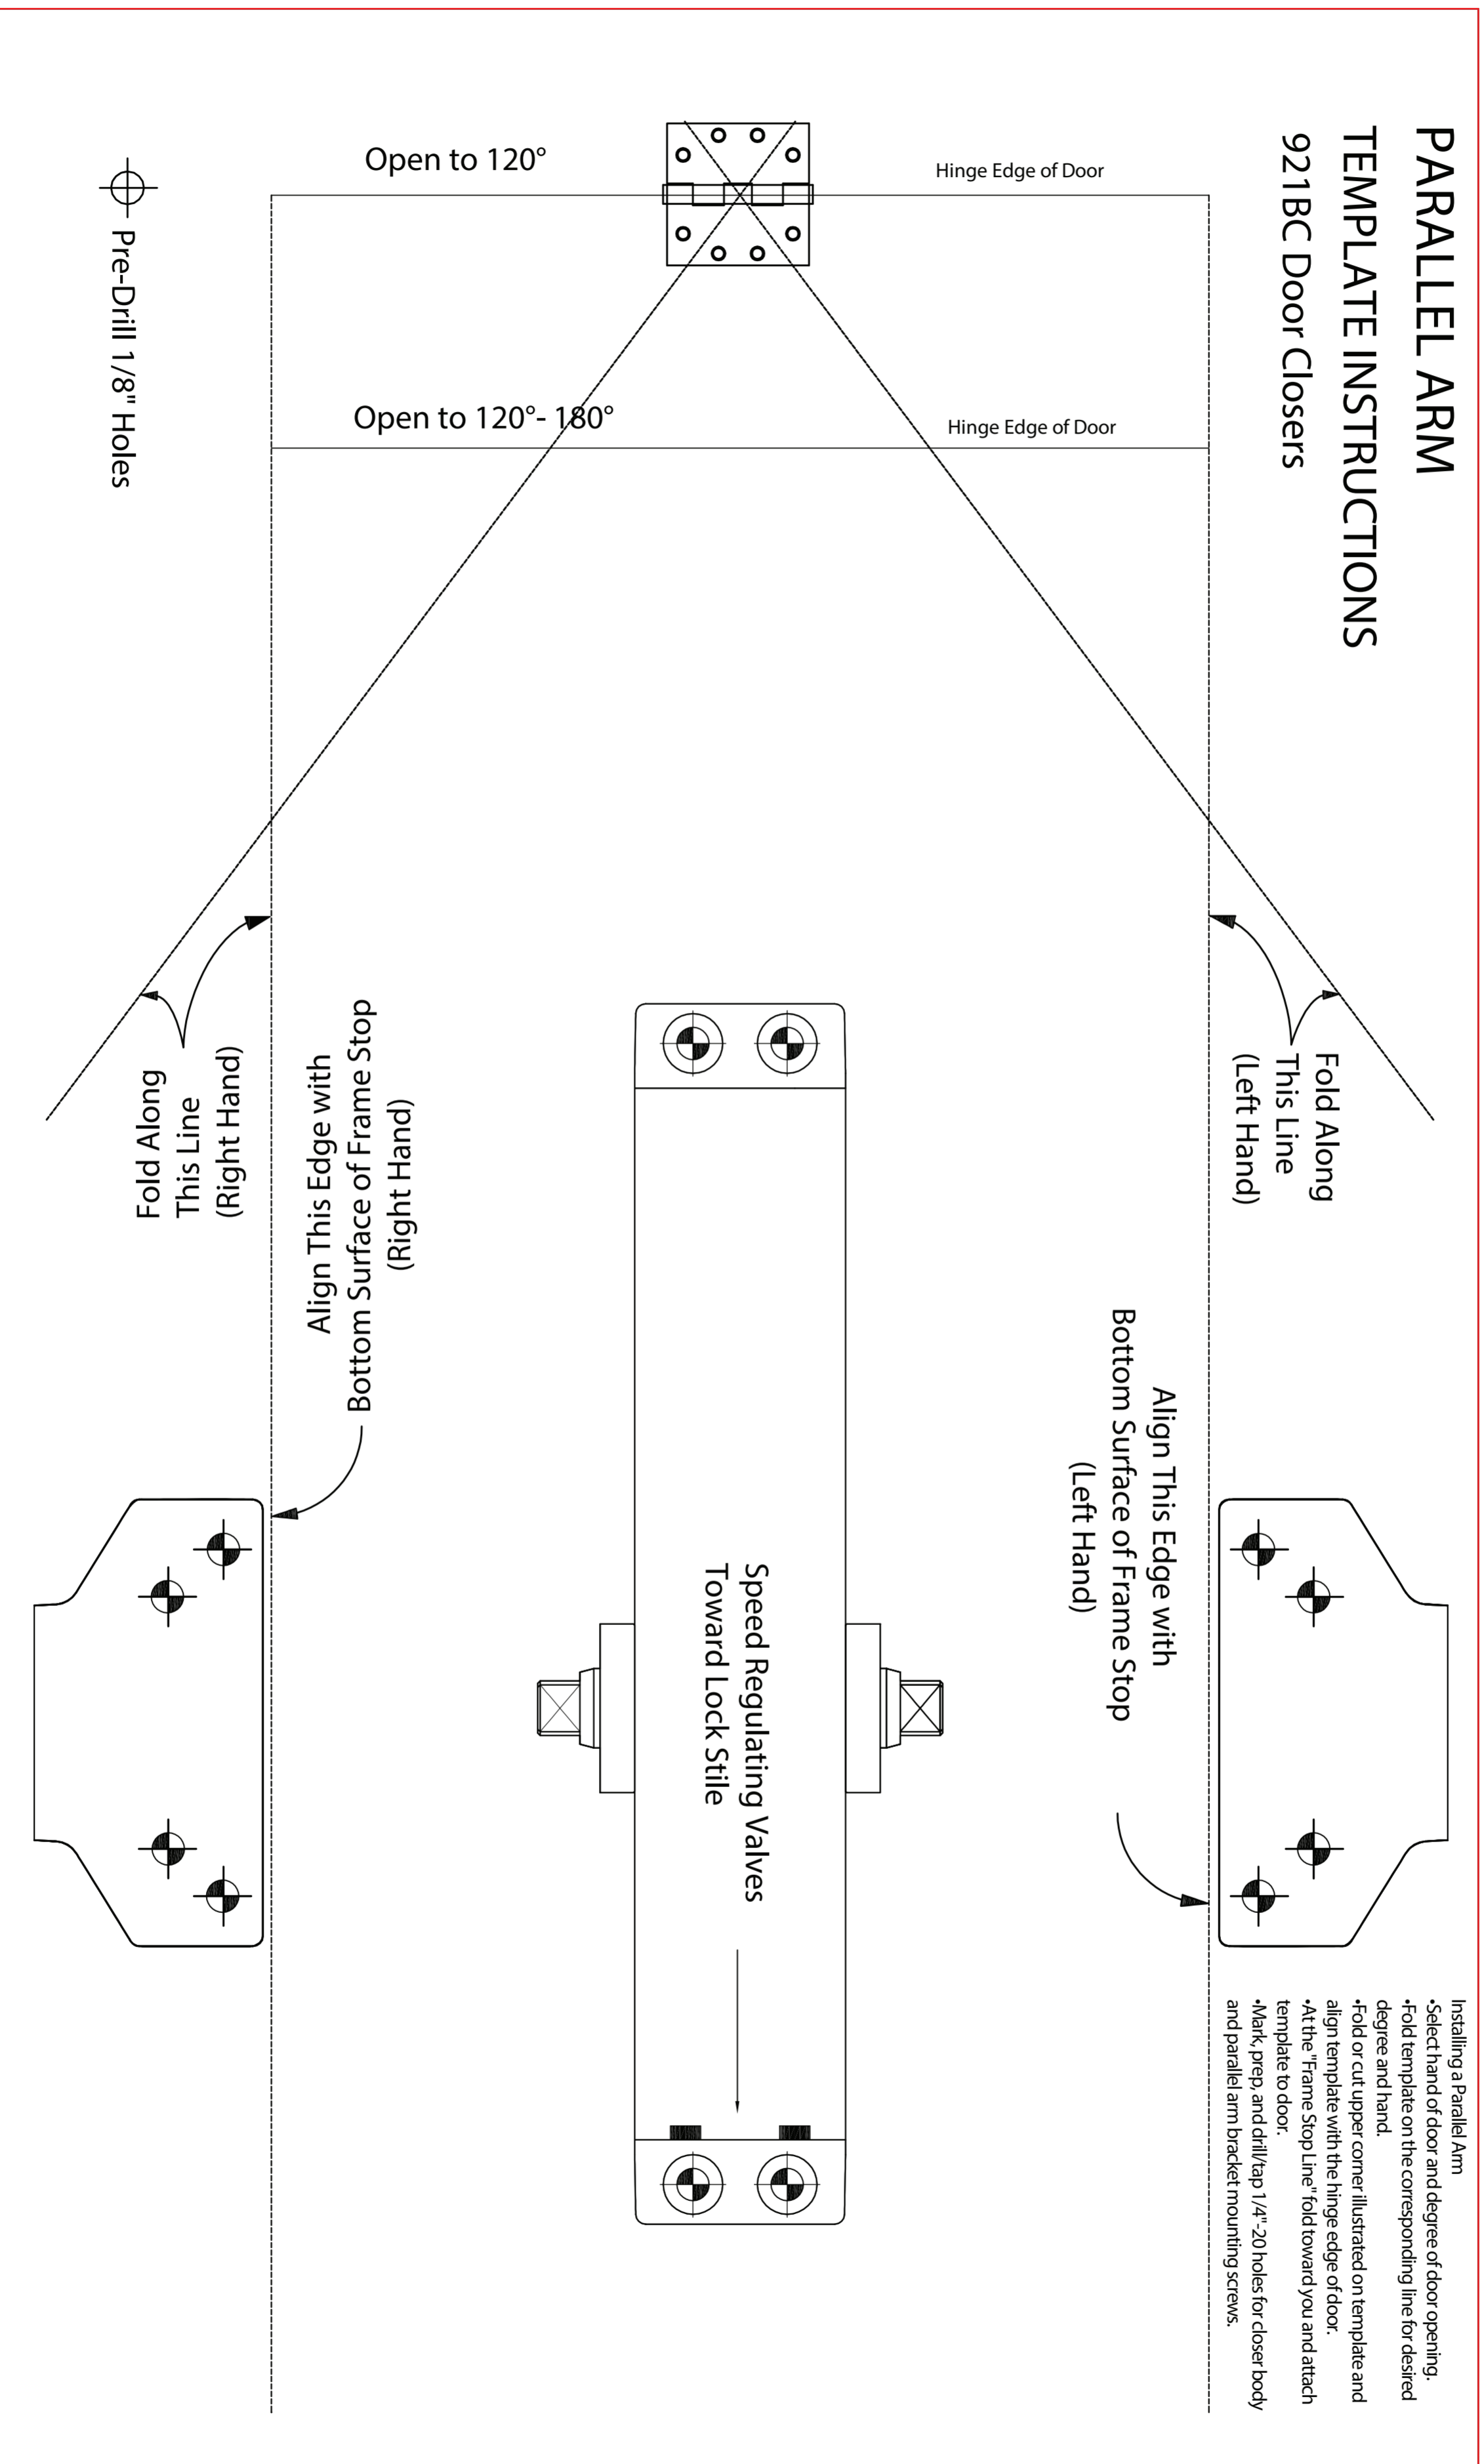 PARALLEL ARM
TEMPLATE INSTRUCTIONS
921BC Door Closers
Open to 120°
Hinge Edge of Door
Open to 120°- 180°
Hinge Edge of Door
Pre-Drill 1/8" Holes
Fold Along
This Line
(Left Hand)
Fold Along
This Line
(Right Hand)
Align This Edge with
Bottom Surface of Frame Stop
(Right Hand)
Align This Edge with
Bottom Surface of Frame Stop
(Left Hand)
Speed Regulating Valves
Toward Lock Stile
Installing a Parallel Arm
•Select hand of door and degree of door opening.
•Fold template on the corresponding line for desired
degree and hand.
•Fold or cut upper corner illustrated on template and
align template with the hinge edge of door.
•At the "Frame Stop Line" fold toward you and attach
template to door.
•Mark, prep, and drill/tap 1/4"-20 holes for closer body
and parallel arm bracket mounting screws.